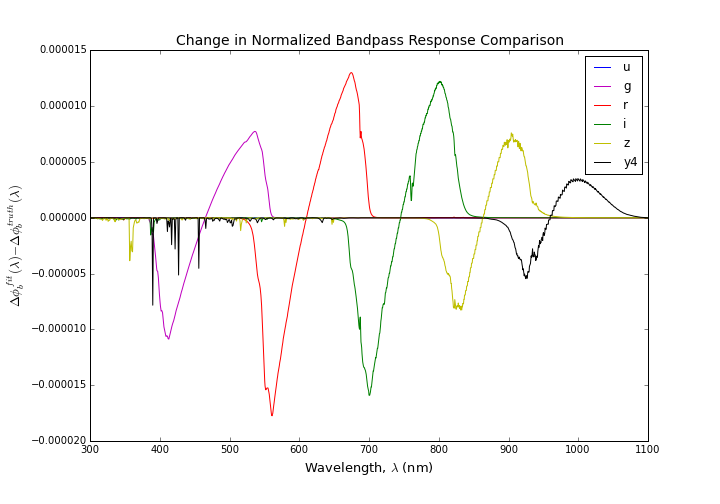 Change in Normalized Bandpass Response Comparison
0.000015
0.000010
0.000005
0.000000
−0.000005
−0.000010
−0.000015
−0.000020
Δϕ_b^{fit}(λ)−Δϕ_b^{truth}(λ)
u
g
r
i
z
y4
300 400 500 600 700 800 900 1000 1100
Wavelength, λ (nm)